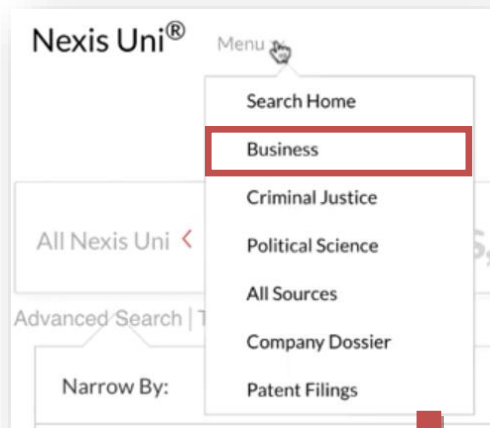 Nexis Uni® Menu
Search Home
Business
Criminal Justice
All Nexis Uni
Political Science
All Sources
Advanced Search |
Company Dossier
Narrow By:
Patent Filings